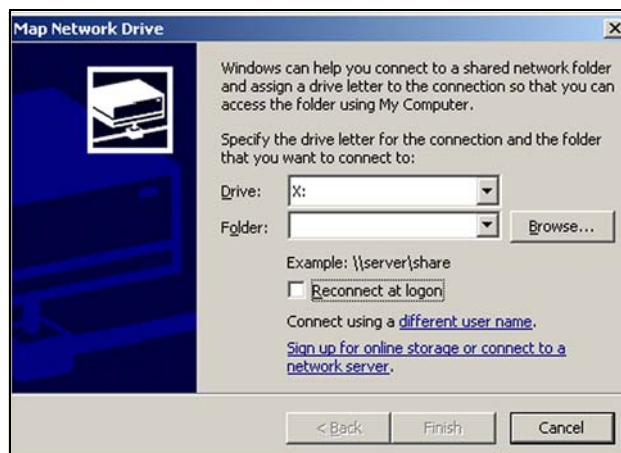 Map Network Drive
Windows can help you connect to a shared network folder
and assign a drive letter to the connection so that you can
access the folder using My Computer.
Specify the drive letter for the connection and the folder
that you want to connect to:
Drive: X:
Folder: Browse...
Example: \\server\share
Reconnect at logon
Connect using a different user name.
Sign up for online storage or connect to a
network server.
< Back Finish Cancel